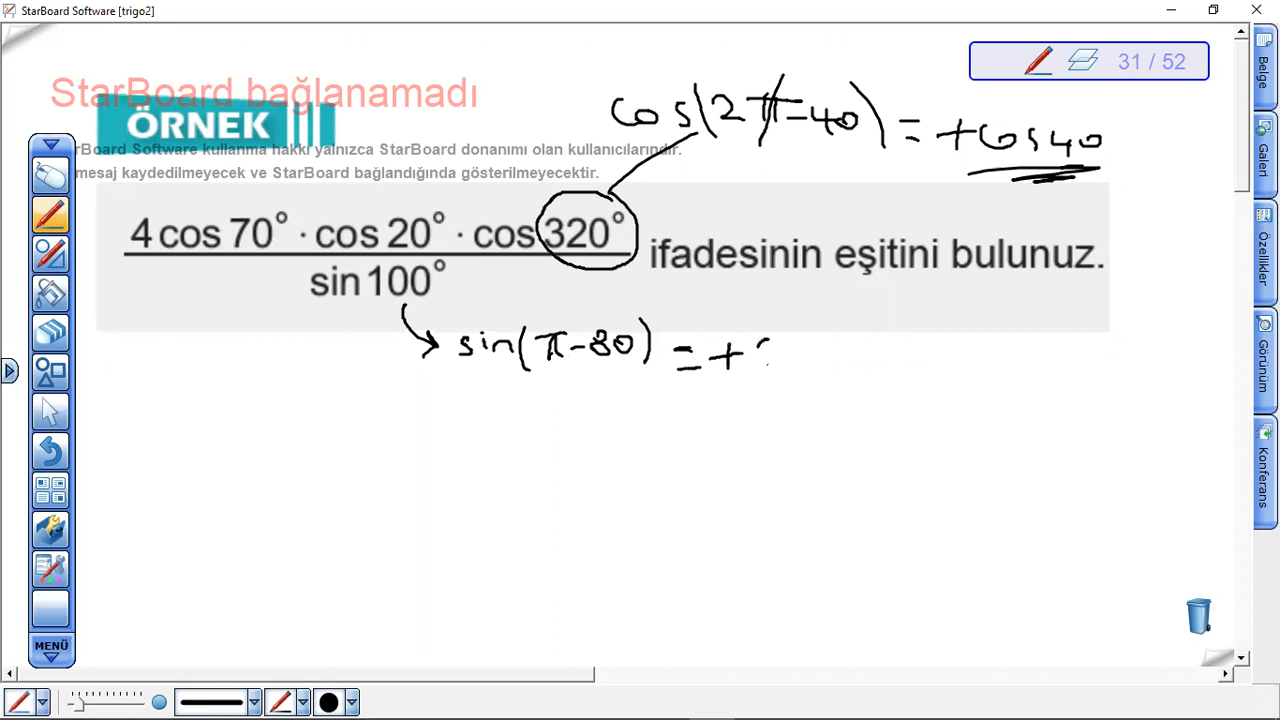 StarBoard Software [trigo2]
31 / 52
StarBoard bağlanamadı
ÖRNEK
cos(2π-40) = +cos40
rBoard Software kullanma hakkı yalnızca StarBoard donanımı olan kullanıcılarındır.
mesaj kaydedilmeyecek ve StarBoard bağlandığında gösterilmeyecektir.
4 cos 70° · cos 20° · cos 320°
sin 100°
ifadesinin eşitini bulunuz.
sin(π-80) = +
MENÜ
Belge
Galeri
Özellikler
Görünüm
Konferans